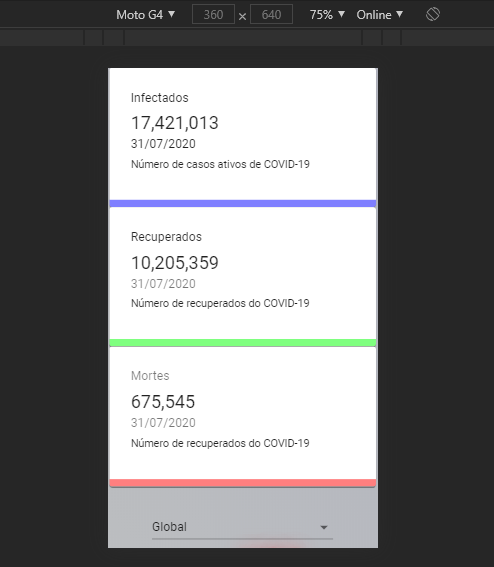 Moto G4 ▼ 360 × 640 75% ▼ Online ▼
Infectados
17,421,013
31/07/2020
Número de casos ativos de COVID-19
Recuperados
10,205,359
31/07/2020
Número de recuperados do COVID-19
Mortes
675,545
31/07/2020
Número de recuperados do COVID-19
Global